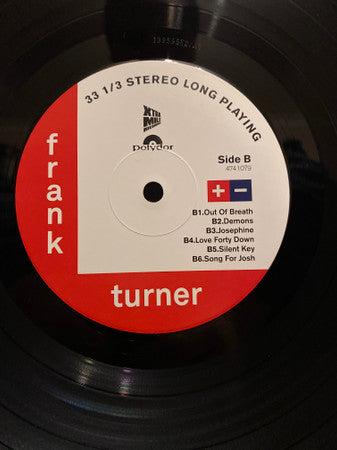 33 1/3 STEREO LONG PLAYING
XTRA
MILE
polydor
Side B
4741079
+ −
B1.Out Of Breath
B2.Demons
B3.Josephine
B4.Love Forty Down
B5.Silent Key
B6.Song For Josh
frank
turner